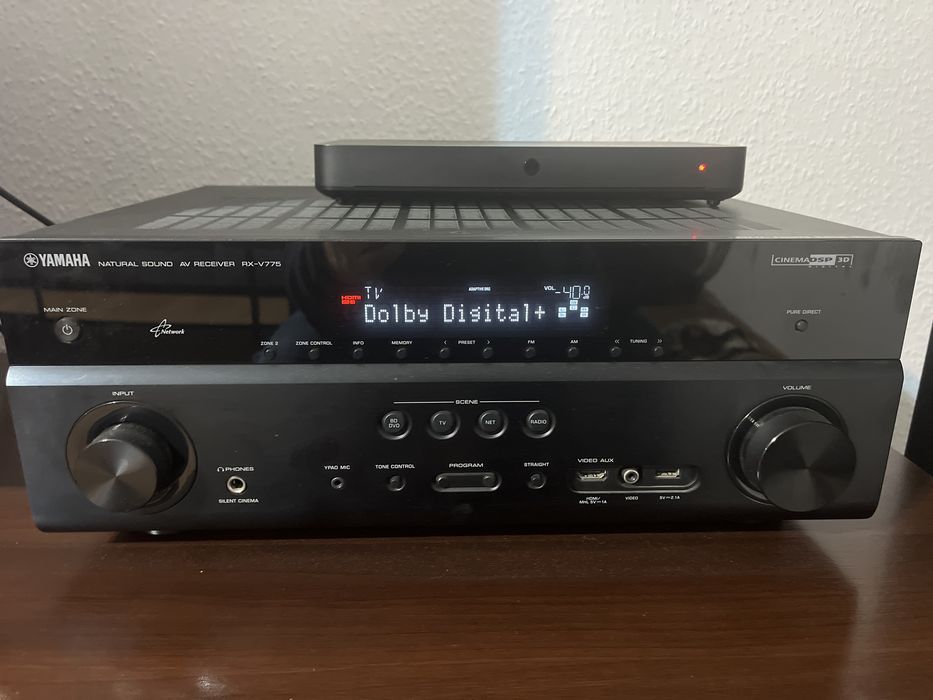 YAMAHA NATURAL SOUND AV RECEIVER RX-V775
CINEMA DSP 3D
Digital
HDMI
TV
ADAPTIVE DRC
VOL.
-40.0
Dolby Digital+
MAIN ZONE
Network
PURE DIRECT
ZONE 2 ZONE CONTROL INFO MEMORY < PRESET > FM AM << TUNING >>
INPUT
SCENE
VOLUME
BD
DVD
TV
NET
RADIO
PHONES
SILENT CINEMA
YPAO MIC
TONE CONTROL
PROGRAM
STRAIGHT
VIDEO AUX
HDMI/
MHL 5V⎓1A
VIDEO
5V⎓2.1A